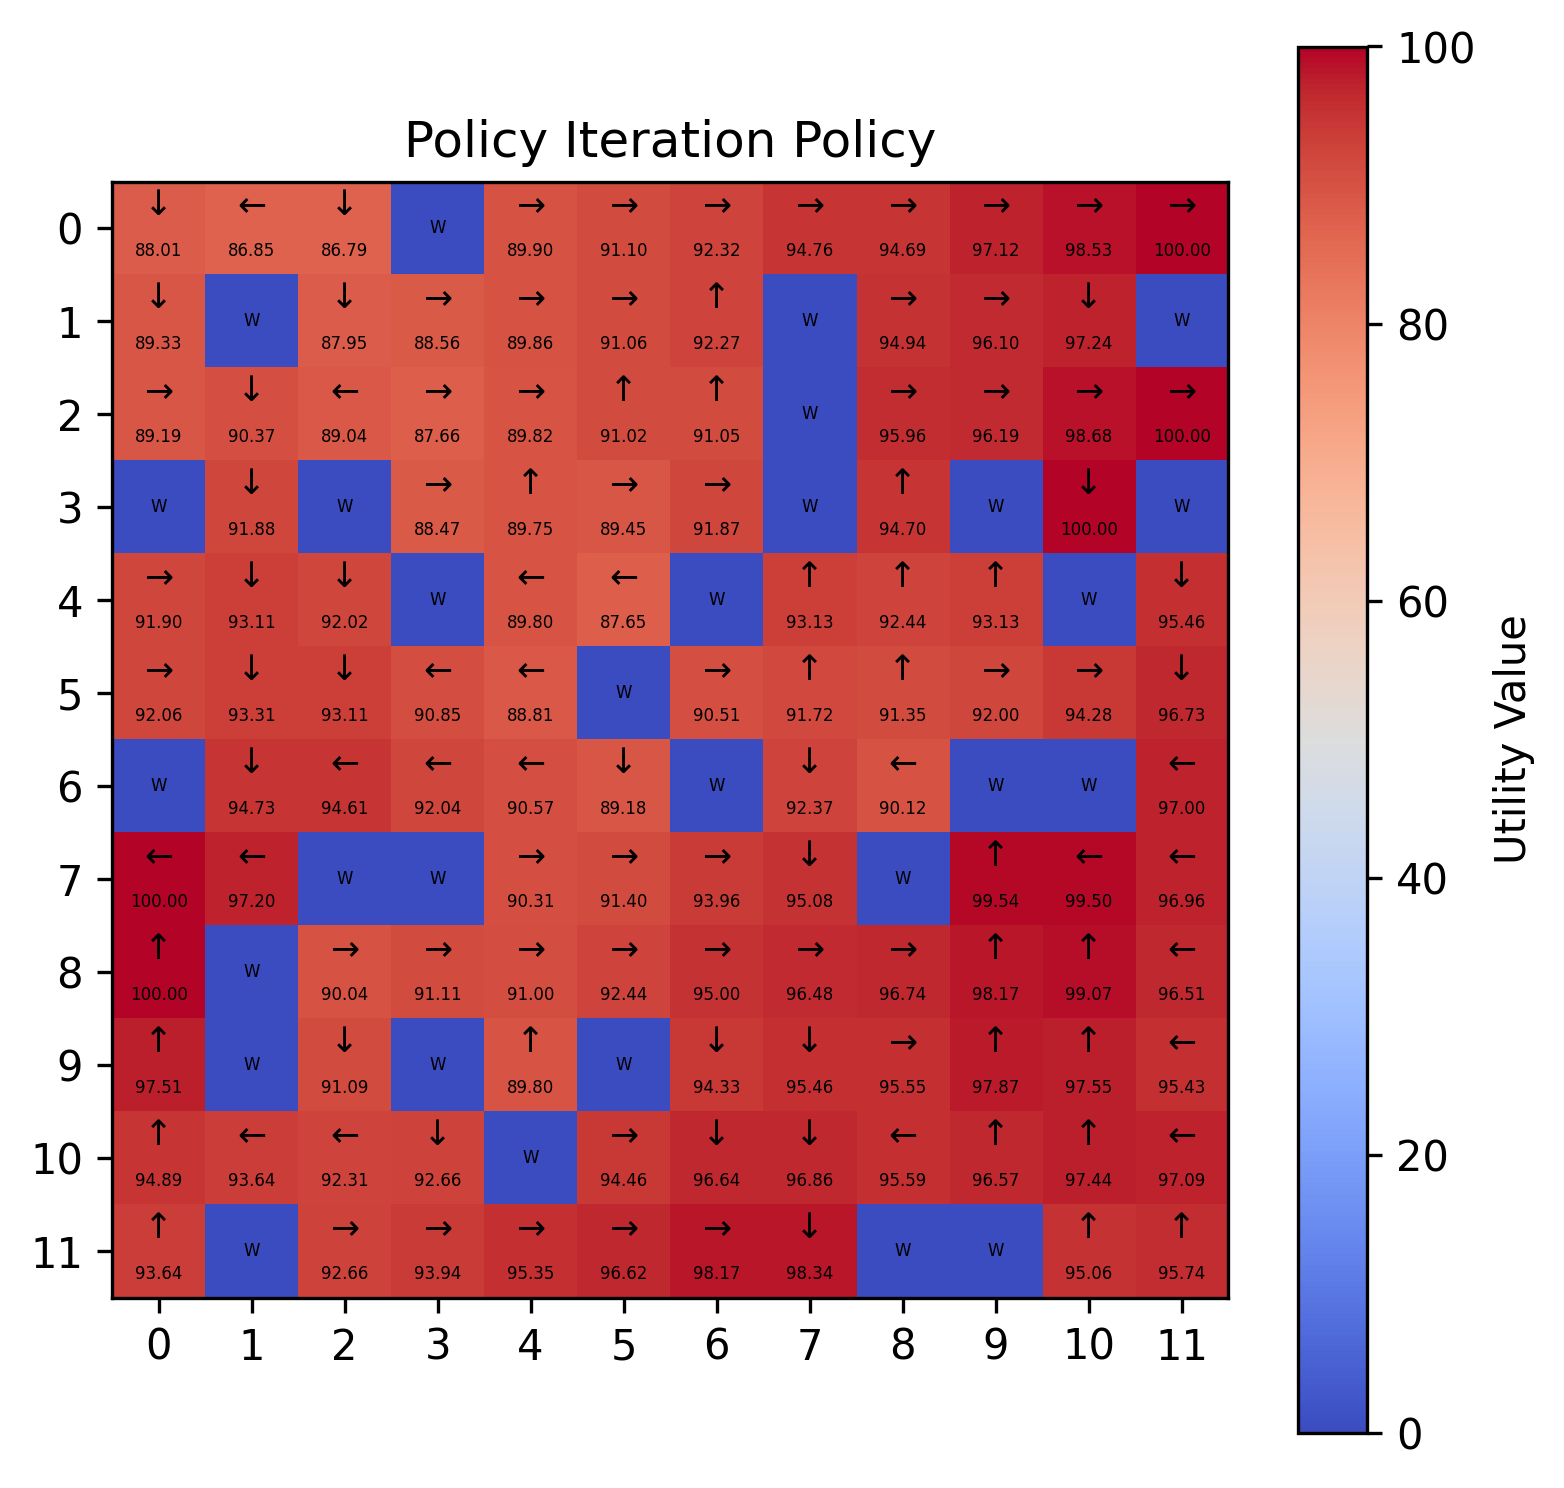 Policy Iteration Policy
↓ ← ↓ W → → → → → → → →
88.01 86.85 86.79 89.90 91.10 92.32 94.76 94.69 97.12 98.53 100.00
0
↓ W ↓ → → → ↑ W → → ↓ W
89.33 87.95 88.56 89.86 91.06 92.27 94.94 96.10 97.24
1
→ ↓ ← → → ↑ ↑ W → → → →
89.19 90.37 89.04 87.66 89.82 91.02 91.05 95.96 96.19 98.68 100.00
2
W ↓ W → ↑ → → W ↑ W ↓ W
91.88 88.47 89.75 89.45 91.87 94.70 100.00
3
→ ↓ ↓ W ← ← W ↑ ↑ ↑ W ↓
91.90 93.11 92.02 89.80 87.65 93.13 92.44 93.13 95.46
4
→ ↓ ↓ ← ← W → ↑ ↑ → → ↓
92.06 93.31 93.11 90.85 88.81 90.51 91.72 91.35 92.00 94.28 96.73
5
W ↓ ← ← ← ↓ W ↓ ← W W ←
94.73 94.61 92.04 90.57 89.18 92.37 90.12 97.00
6
← ← W W → → → ↓ W ↑ ← ←
100.00 97.20 90.31 91.40 93.96 95.08 99.54 99.50 96.96
7
↑ W → → → → → → → ↑ ↑ ←
100.00 90.04 91.11 91.00 92.44 95.00 96.48 96.74 98.17 99.07 96.51
8
↑ W ↓ W ↑ W ↓ ↓ → ↑ ↑ ←
97.51 91.09 89.80 94.33 95.46 95.55 97.87 97.55 95.43
9
↑ ← ← ↓ W → ↓ ↓ ← ↑ ↑ ←
94.89 93.64 92.31 92.66 94.46 96.64 96.86 95.59 96.57 97.44 97.09
10
↑ W → → → → → ↓ W W ↑ ↑
93.64 92.66 93.94 95.35 96.62 98.17 98.34 95.06 95.74
11
0 1 2 3 4 5 6 7 8 9 10 11
100
80
60
40
20
0
Utility Value